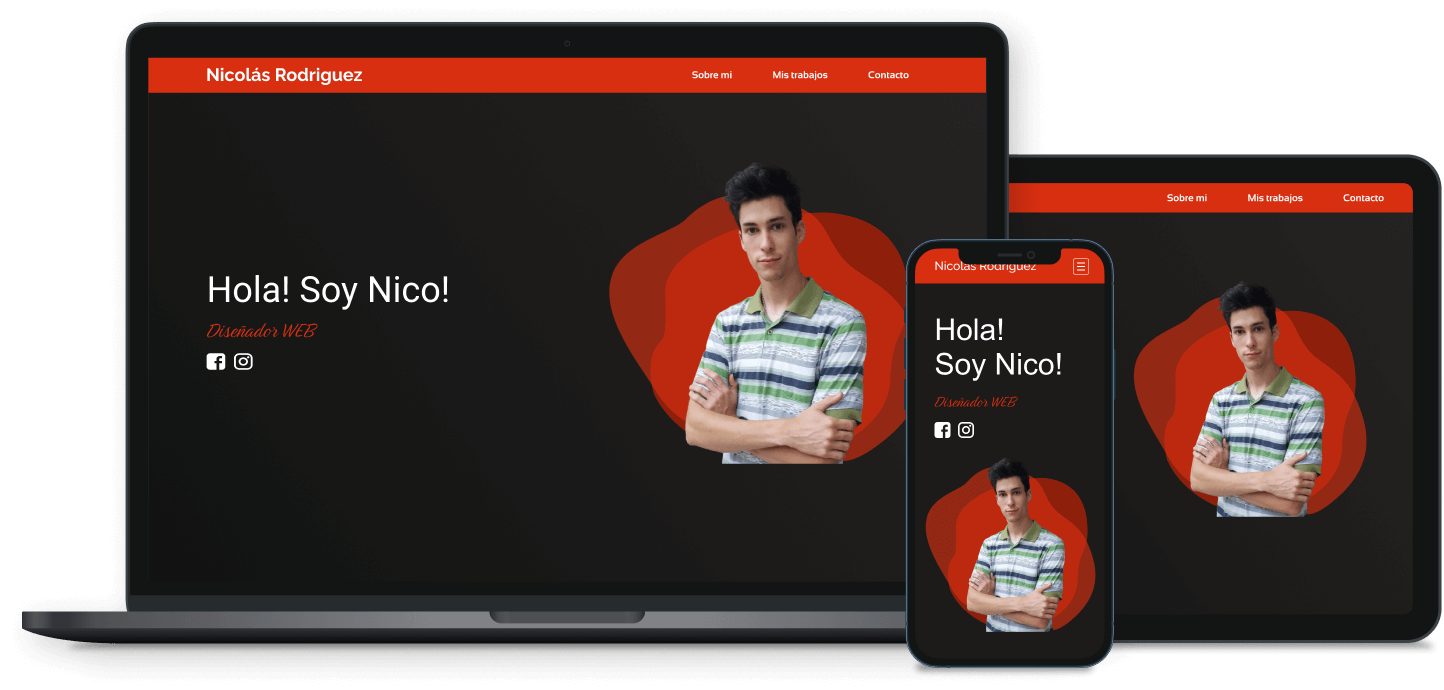 Nicolás Rodriguez
Sobre mi Mis trabajos Contacto
Hola! Soy Nico!
Diseñador WEB
Sobre mi Mis trabajos Contacto
Nicolás Rodriguez
Hola!
Soy Nico!
Diseñador WEB